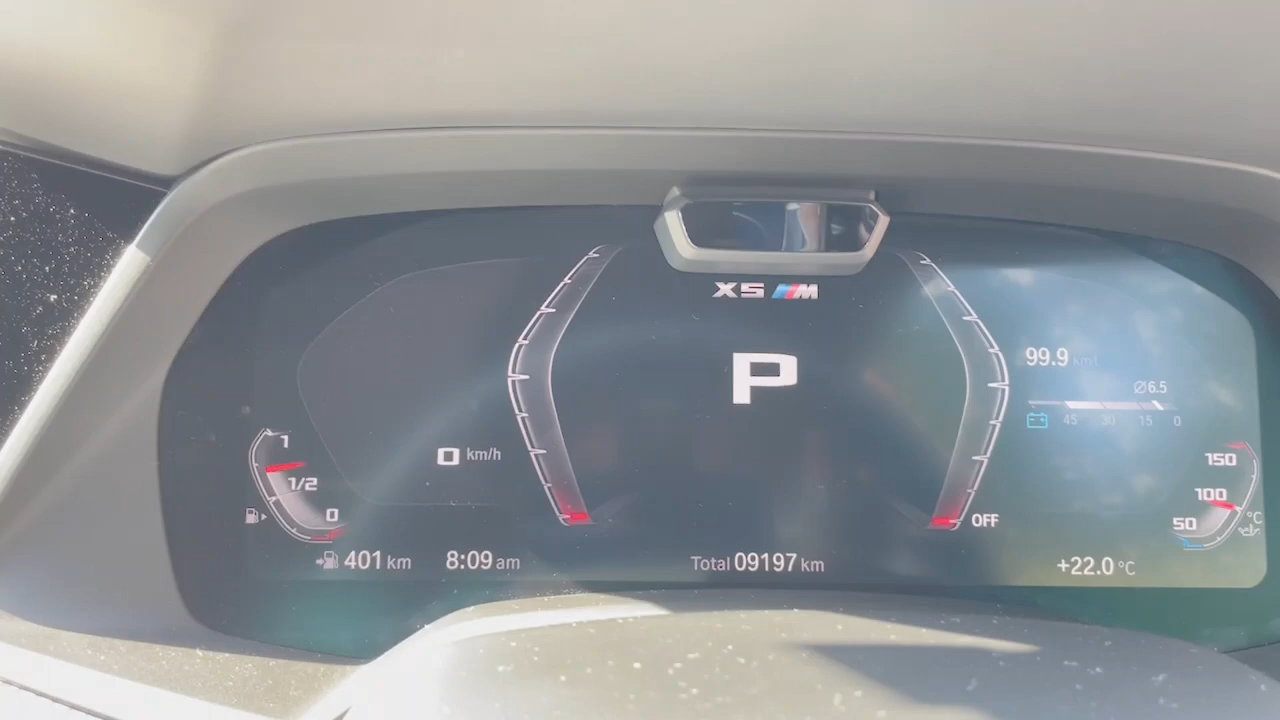 X5 M
P
99.9 km/l
Ø6.5
45 30 15 0
1
1/2
0
0 km/h
150
100
50
°C
OFF
401 km 8:09 am Total 09197 km +22.0 °C